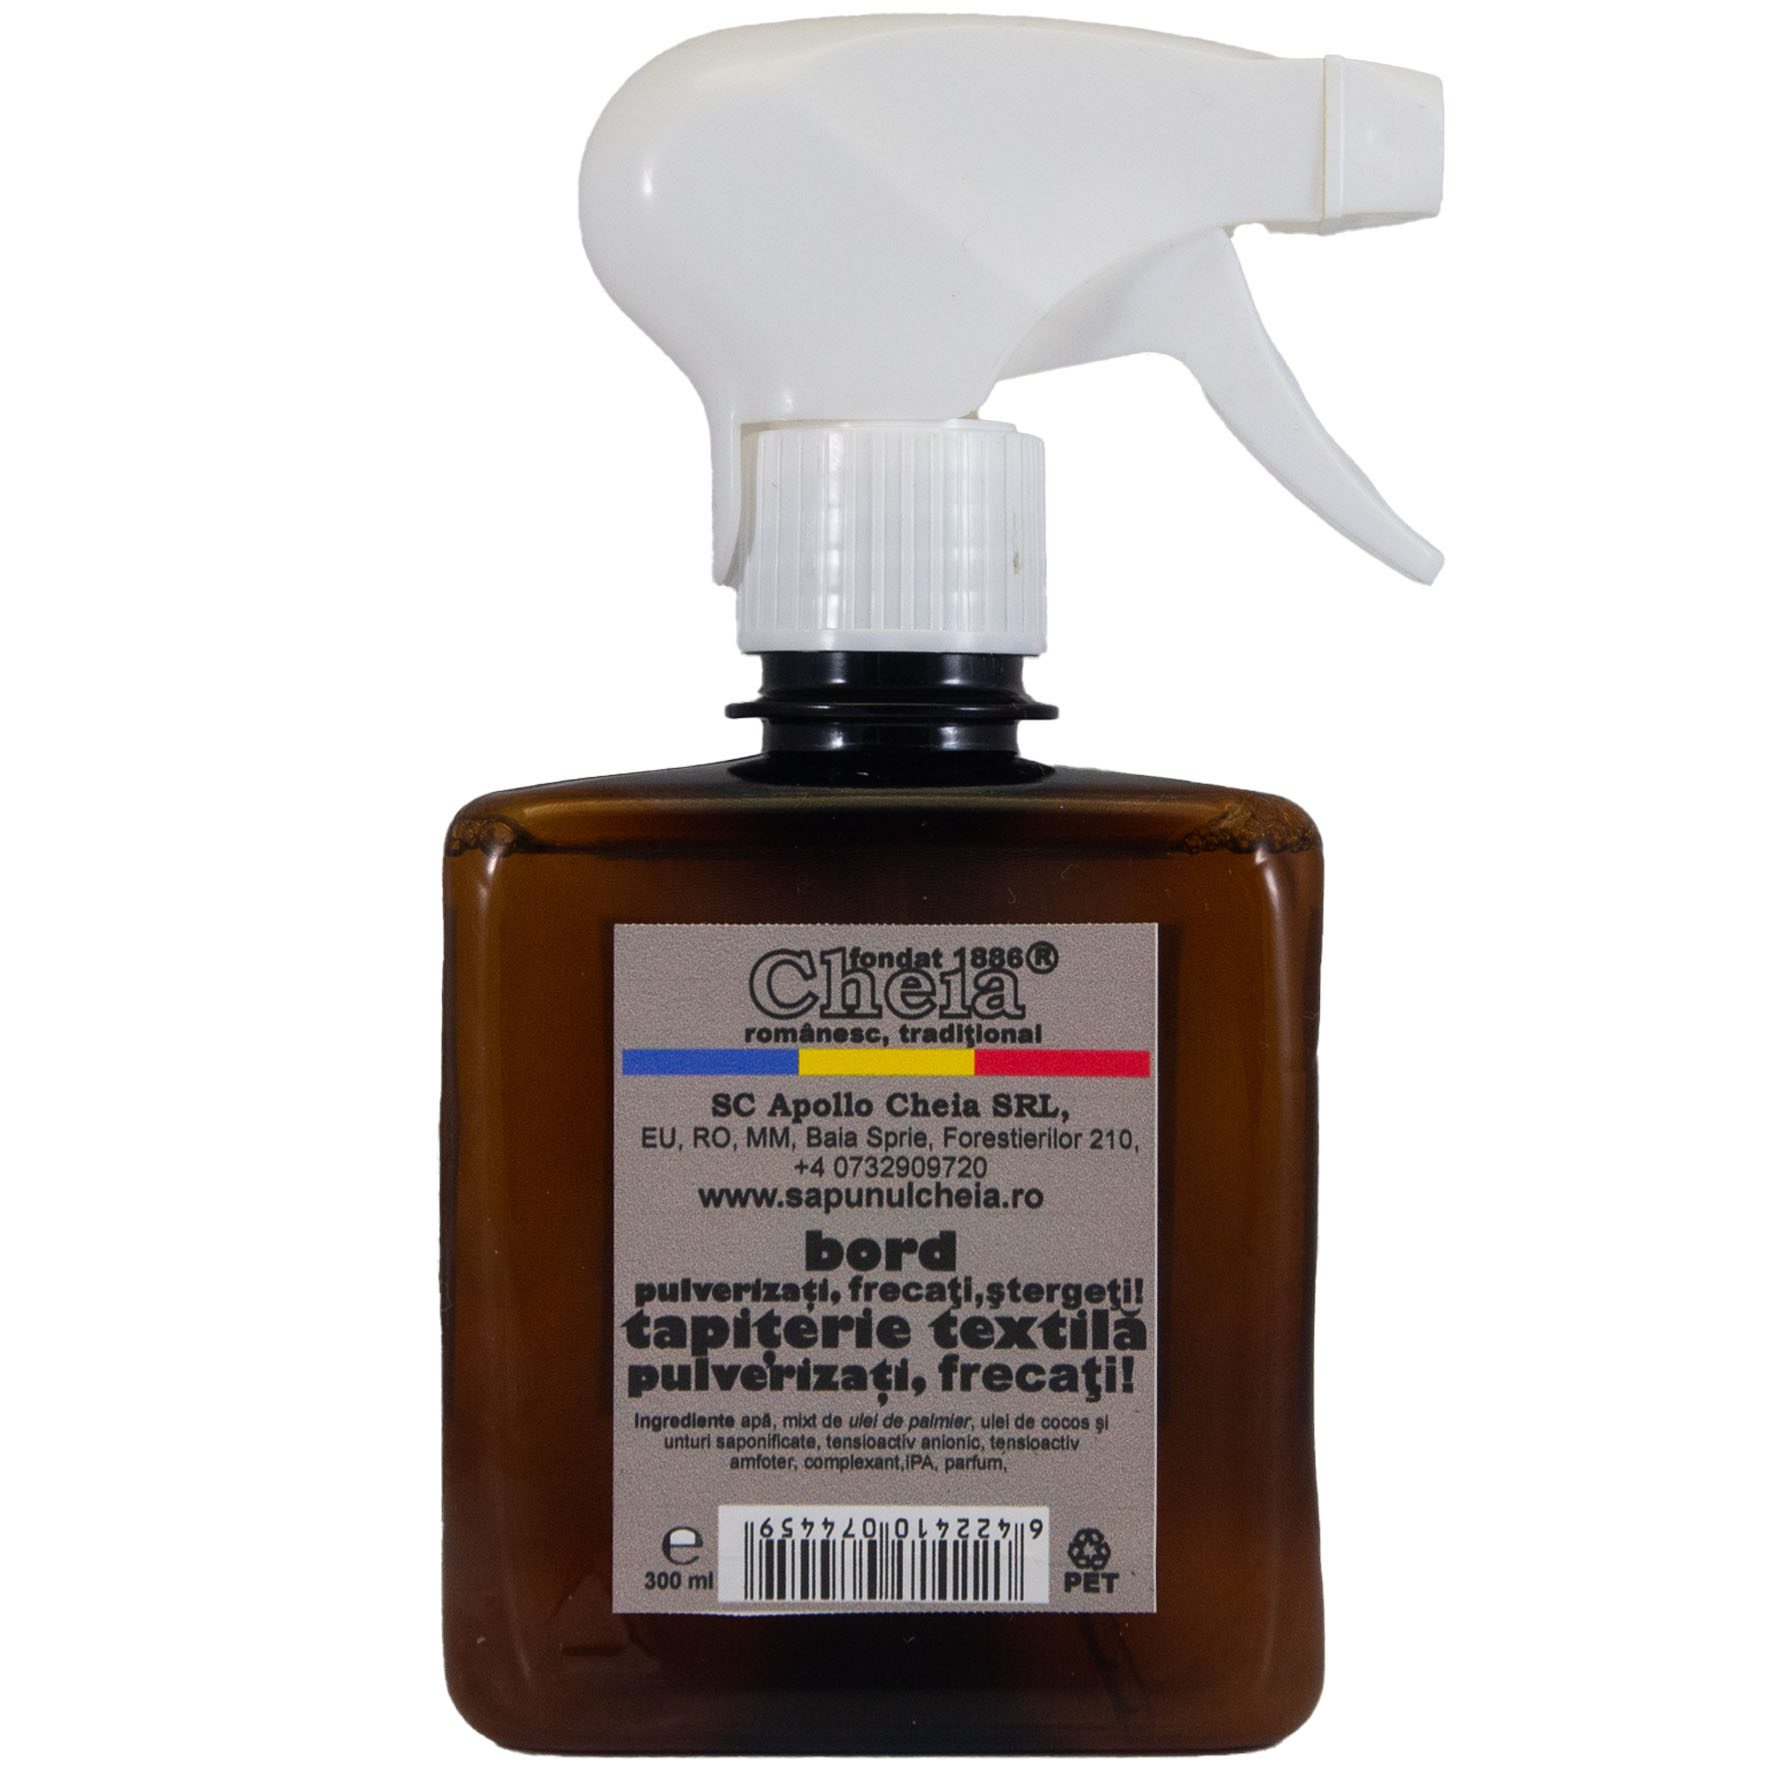 fondat 1886®
Cheia
românesc, tradiţional
SC Apollo Cheia SRL,
EU, RO, MM, Baia Sprie, Forestierilor 210,
+4 0732909720
www.sapunulcheia.ro
bord
pulverizați, frecaţi,ştergeţi!
tapițerie textilă
pulverizați, frecaţi!
Ingrediente apă, mixt de ulei de palmier, ulei de cocos şi
unturi saponificate, tensioactiv anionic, tensioactiv
amfoter, complexant,iPA, parfum,
6422410074459
e
300 ml
PET